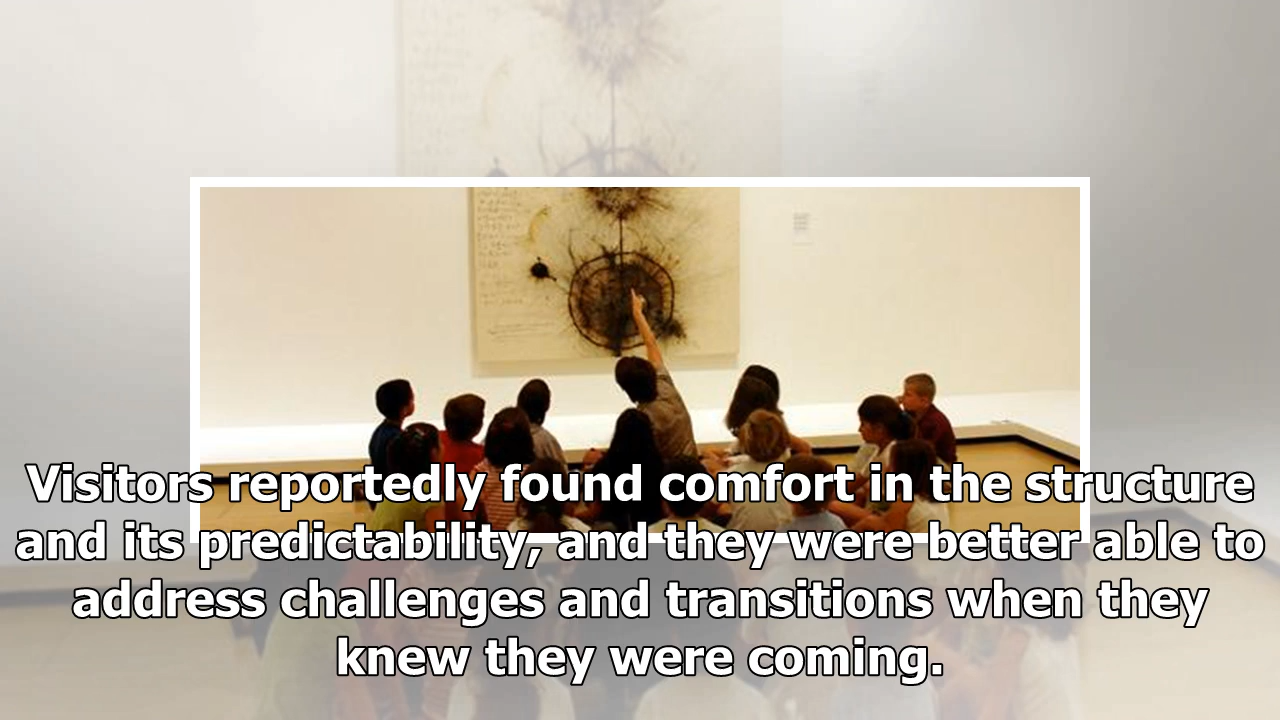 Visitors reportedly found comfort in the structure
and its predictability, and they were better able to
address challenges and transitions when they
knew they were coming.